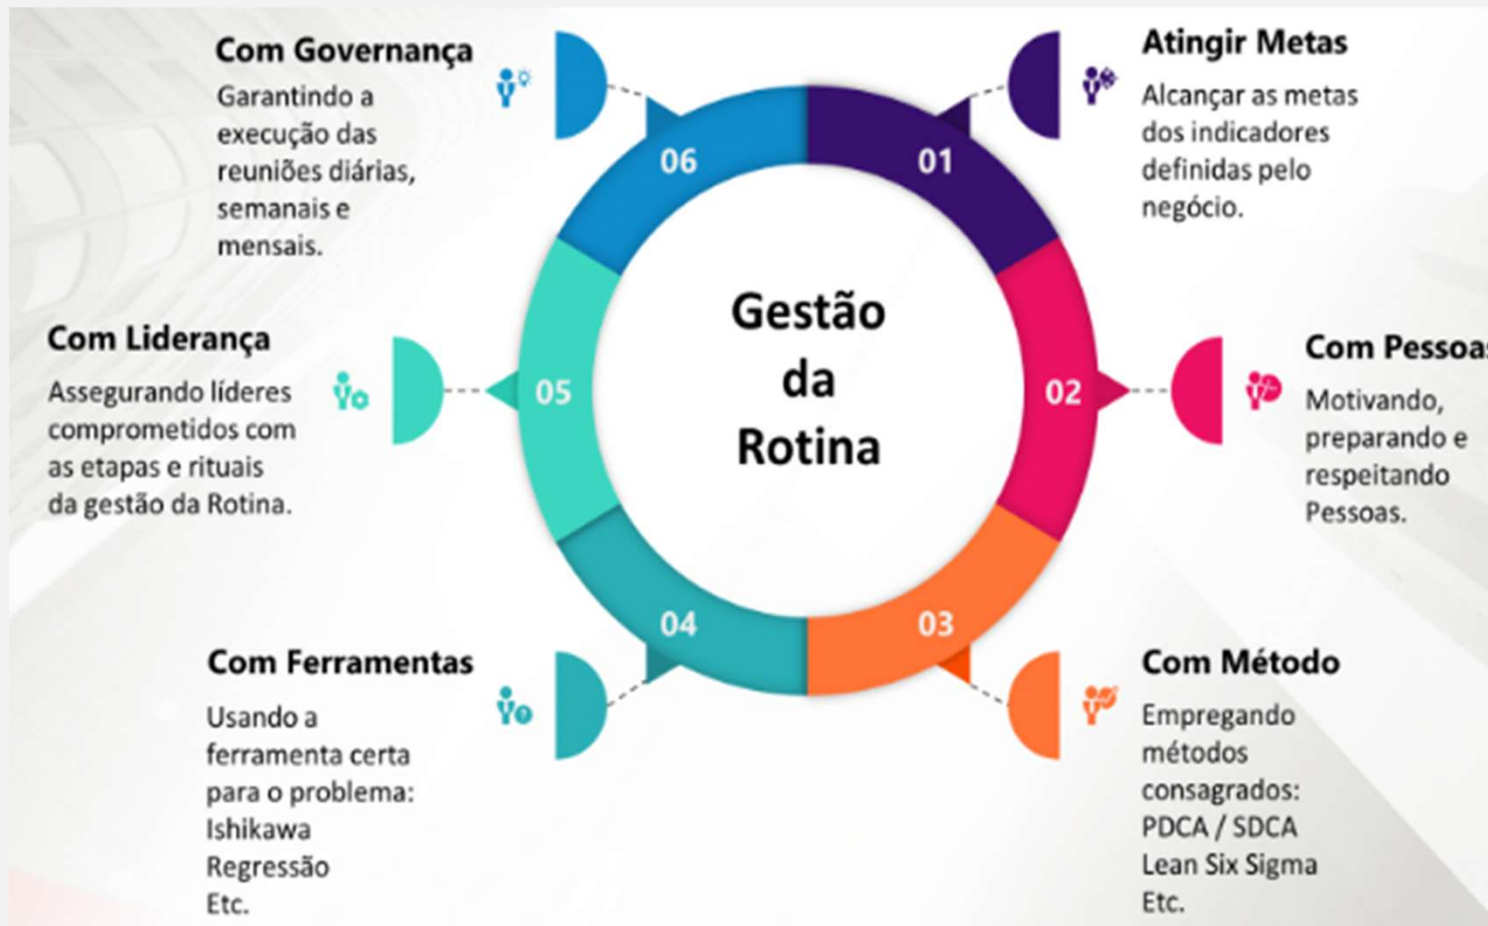 Gestão
da
Rotina
01
Atingir Metas
Alcançar as metas
dos indicadores
definidas pelo
negócio.
02
Com Pessoas
Motivando,
preparando e
respeitando
Pessoas.
03
Com Método
Empregando
métodos
consagrados:
PDCA / SDCA
Lean Six Sigma
Etc.
04
Com Ferramentas
Usando a
ferramenta certa
para o problema:
Ishikawa
Regressão
Etc.
05
Com Liderança
Assegurando líderes
comprometidos com
as etapas e rituais
da gestão da Rotina.
06
Com Governança
Garantindo a
execução das
reuniões diárias,
semanais e
mensais.